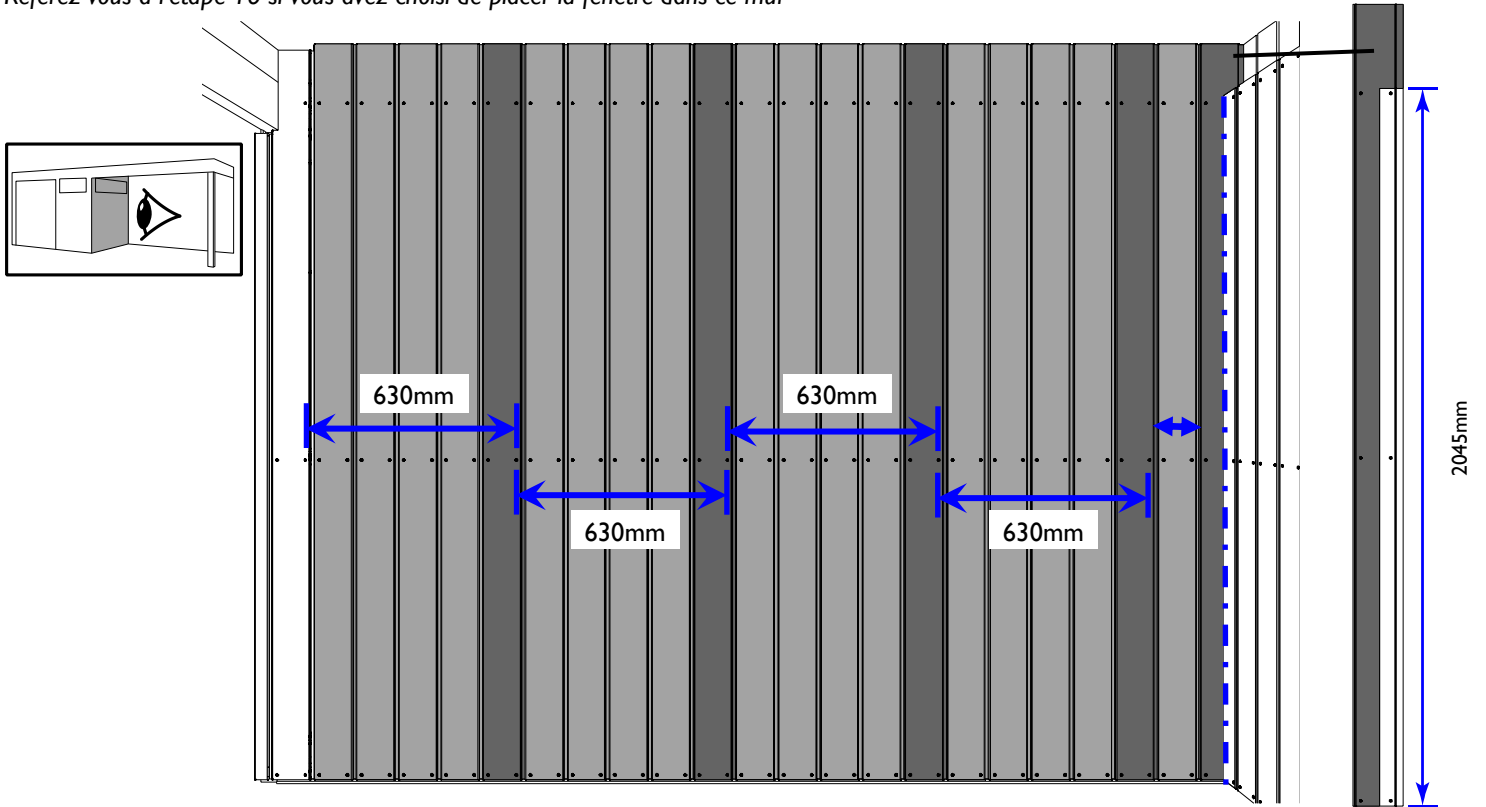 Référez-vous à l'étape si vous avez choisi de placer la fenêtre dans ce mur
630mm
630mm
630mm
630mm
2045mm